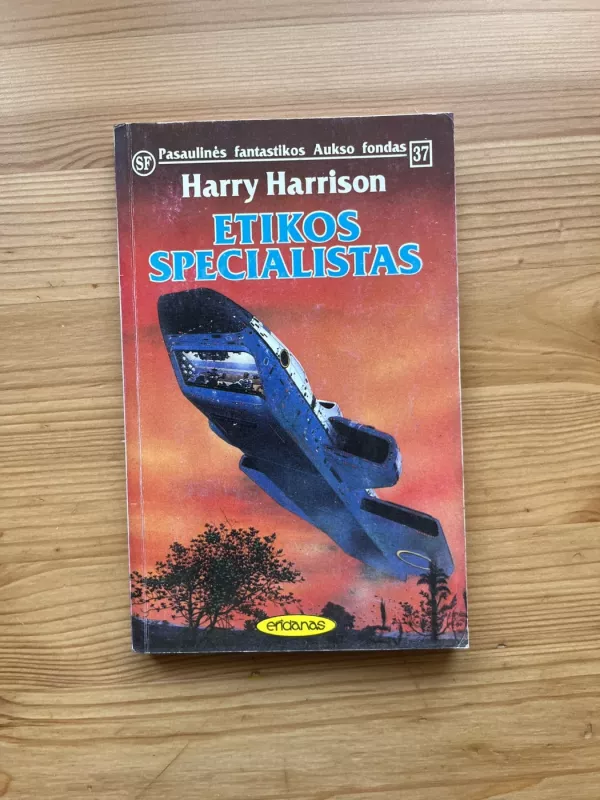 SF Pasaulinės fantastikos Aukso fondas 37
Harry Harrison
ETIKOS
SPECIALISTAS
eridanas